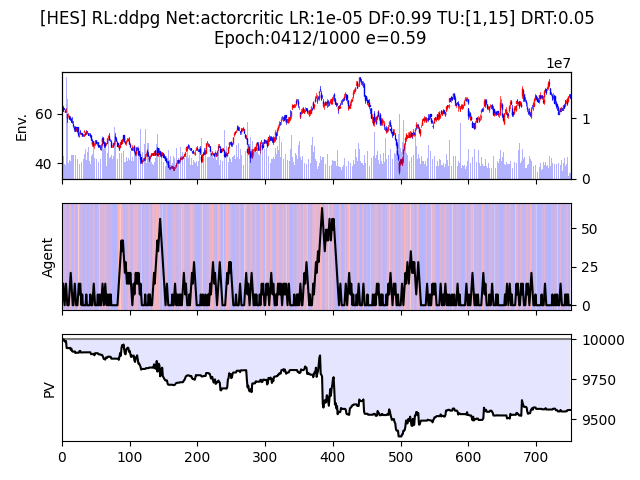 [HES] RL:ddpg Net:actorcritic LR:1e-05 DF:0.99 TU:[1,15] DRT:0.05
Epoch:0412/1000 e=0.59
1e7
Env.
60
40
1
0
Agent
50
25
0
PV
10000
9750
9500
0 100 200 300 400 500 600 700